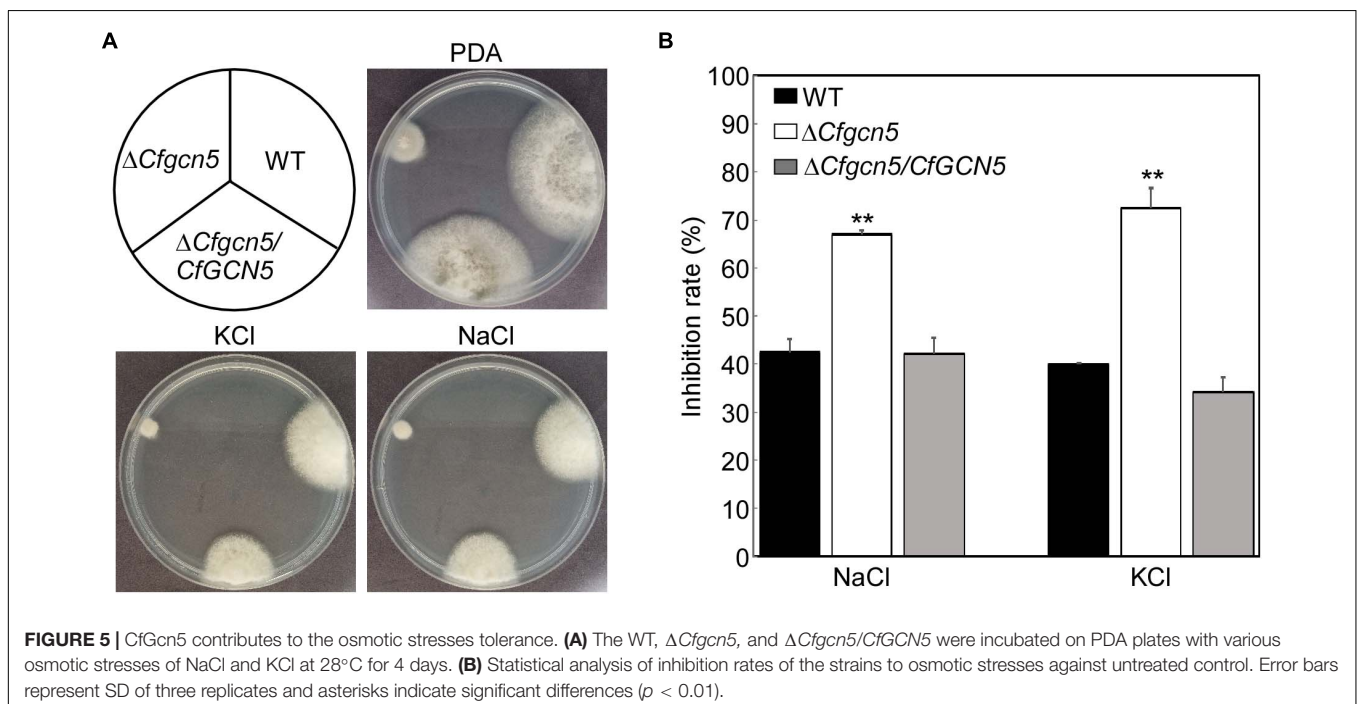 A
PDA
ΔCfgcn5
WT
ΔCfgcn5/
CfGCN5
KCl
NaCl
B
100
90
80
70
60
50
40
30
20
10
0
Inhibition rate (%)
WT
ΔCfgcn5
ΔCfgcn5/CfGCN5
**
**
NaCl
KCl
FIGURE 5 | CfGcn5 contributes to the osmotic stresses tolerance. (A) The WT, ΔCfgcn5, and ΔCfgcn5/CfGCN5 were incubated on PDA plates with various
osmotic stresses of NaCl and KCl at 28°C for 4 days. (B) Statistical analysis of inhibition rates of the strains to osmotic stresses against untreated control. Error bars
represent SD of three replicates and asterisks indicate significant differences (p < 0.01).